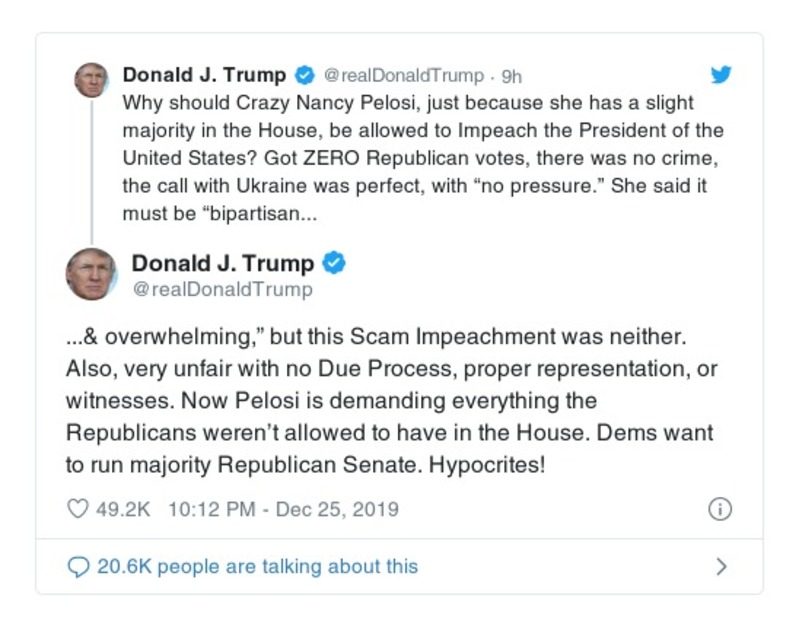 Donald J. Trump @realDonaldTrump · 9h
Why should Crazy Nancy Pelosi, just because she has a slight
majority in the House, be allowed to Impeach the President of the
United States? Got ZERO Republican votes, there was no crime,
the call with Ukraine was perfect, with “no pressure.” She said it
must be “bipartisan...
Donald J. Trump
@realDonaldTrump
...& overwhelming,” but this Scam Impeachment was neither.
Also, very unfair with no Due Process, proper representation, or
witnesses. Now Pelosi is demanding everything the
Republicans weren’t allowed to have in the House. Dems want
to run majority Republican Senate. Hypocrites!
49.2K 10:12 PM - Dec 25, 2019
20.6K people are talking about this